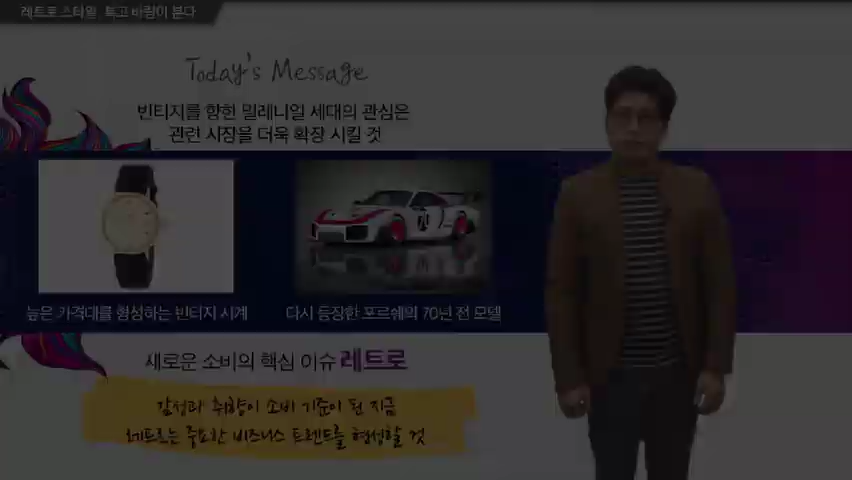 레트로 스타일, 복고 바람이 분다
Today's Message
빈티지를 향한 밀레니얼 세대의 관심은
관련 시장을 더욱 확장 시킬 것
높은 가격대를 형성하는 빈티지 시계
다시 등장한 포르쉐의 70년 전 모델
새로운 소비의 핵심 이슈 레트로
감성과 취향이 소비 기준이 된 지금
레트로는 중요한 비즈니스 트렌드를 형성할 것